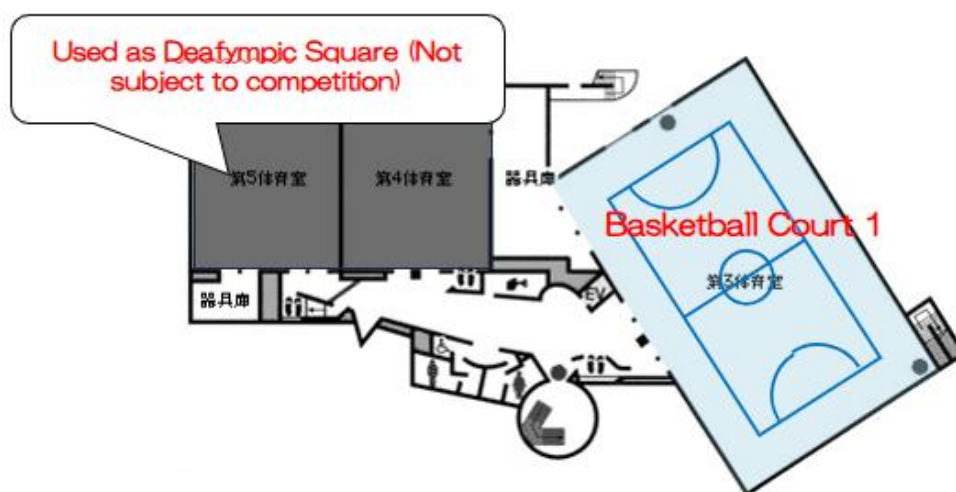 Used as Deafympic Square (Not
subject to competition)
第5体育室
第4体育室
器具庫
Basketball Court 1
第3体育室
EV
器具庫